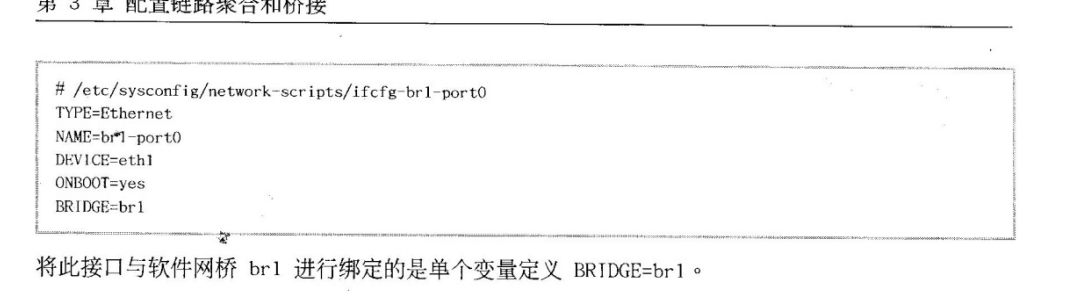 第 3 章 配置链路聚合和桥接
# /etc/sysconfig/network-scripts/ifcfg-br1-port0
TYPE=Ethernet
NAME=br1-port0
DEVICE=eth1
ONBOOT=yes
BRIDGE=br1
将此接口与软件网桥 br1 进行绑定的是单个变量定义 BRIDGE=br1。